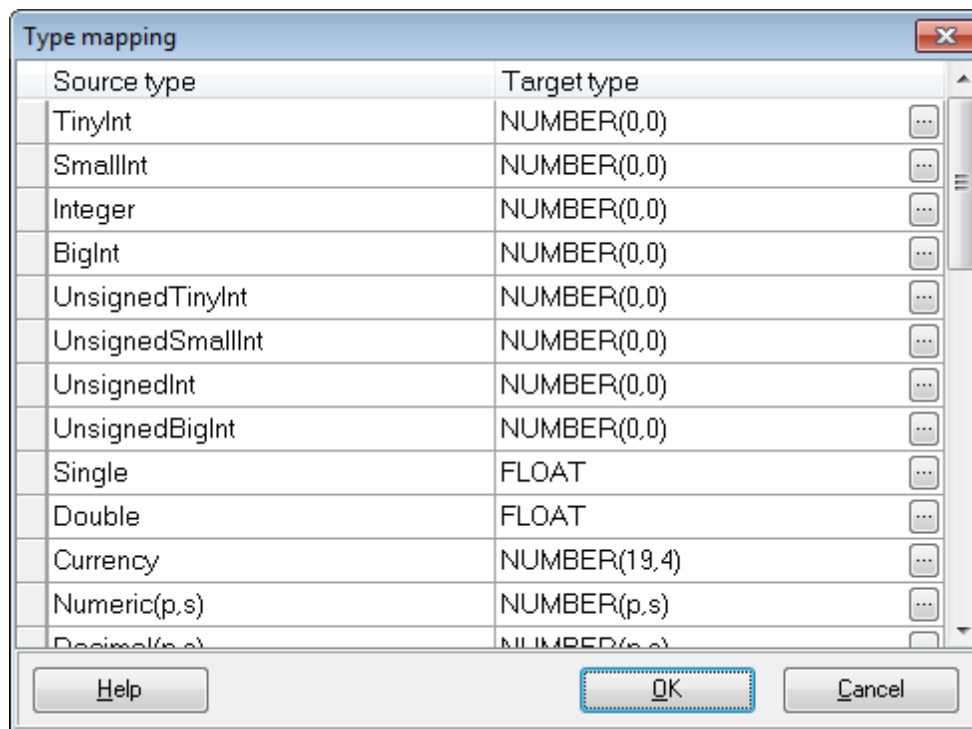 Type mapping
Source type Target type
TinyInt NUMBER(0,0) ...
SmallInt NUMBER(0,0) ...
Integer NUMBER(0,0) ...
BigInt NUMBER(0,0) ...
UnsignedTinyInt NUMBER(0,0) ...
UnsignedSmallInt NUMBER(0,0) ...
UnsignedInt NUMBER(0,0) ...
UnsignedBigInt NUMBER(0,0) ...
Single FLOAT ...
Double FLOAT ...
Currency NUMBER(19,4) ...
Numeric(p,s) NUMBER(p,s) ...
Decimal(p,s) NUMBER(p,s)
Help OK Cancel